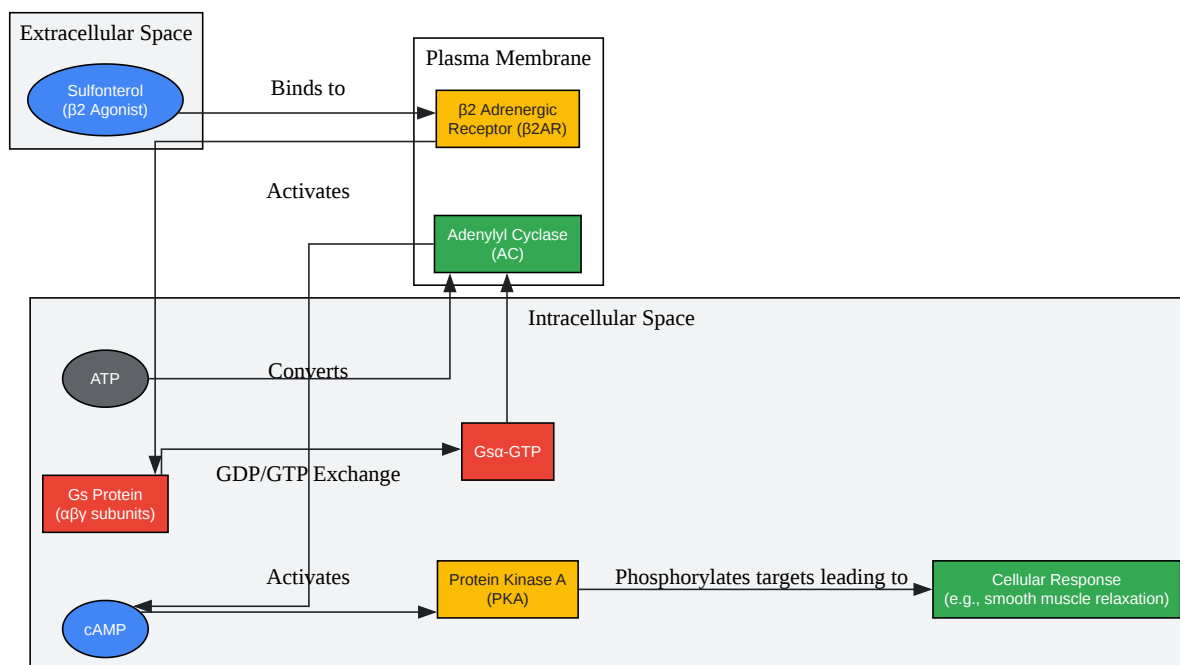 Extracellular Space
Sulfonterol
(β2 Agonist)
Binds to
Plasma Membrane
β2 Adrenergic
Receptor (β2AR)
Activates
Adenylyl Cyclase
(AC)
Intracellular Space
ATP
Converts
Gsα-GTP
GDP/GTP Exchange
Gs Protein
(αβγ subunits)
Activates
Protein Kinase A
(PKA)
Phosphorylates targets leading to
Cellular Response
(e.g., smooth muscle relaxation)
cAMP